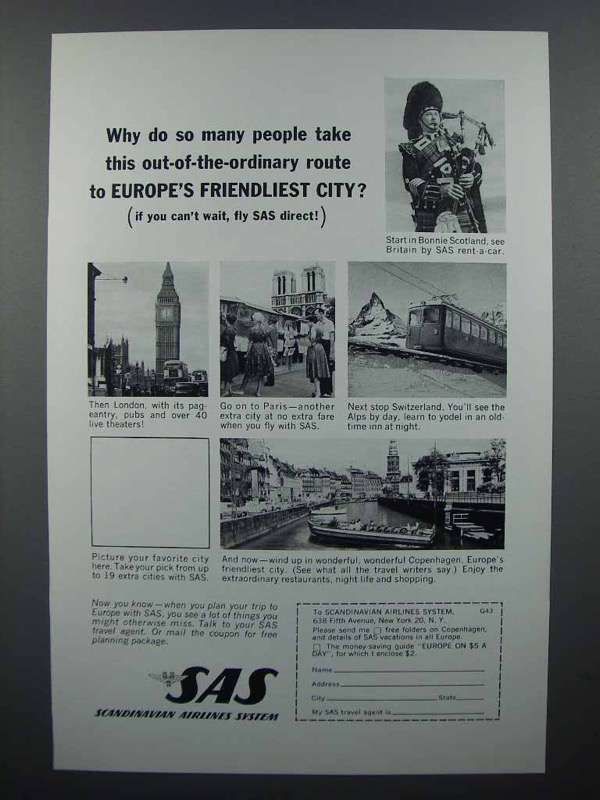 Why do so many people take
this out-of-the-ordinary route
to EUROPE'S FRIENDLIEST CITY?
(if you can't wait, fly SAS direct!)
Start in Bonnie Scotland, see
Britain by SAS rent-a-car.
Then London, with its pag-
eantry, pubs and over 40
live theaters!
Go on to Paris—another
extra city at no extra fare
when you fly with SAS.
Next stop Switzerland. You'll see the
Alps by day, learn to yodel in an old-
time inn at night.
Picture your favorite city
here. Take your pick from up
to 19 extra cities with SAS.
And now—wind up in wonderful, wonderful Copenhagen, Europe's
friendliest city. (See what all the travel writers say.) Enjoy the
extraordinary restaurants, night life and shopping.
Now you know—when you plan your trip to
Europe with SAS, you see a lot of things you
might otherwise miss. Talk to your SAS
travel agent. Or mail the coupon for free
planning package.
SAS
SCANDINAVIAN AIRLINES SYSTEM
To SCANDINAVIAN AIRLINES SYSTEM, G43
638 Fifth Avenue, New York 20, N. Y.
Please send me free folders on Copenhagen,
and details of SAS vacations in all Europe.
The money-saving guide "EUROPE ON $5 A
DAY", for which I enclose $2.
Name
Address
City State
My SAS travel agent is